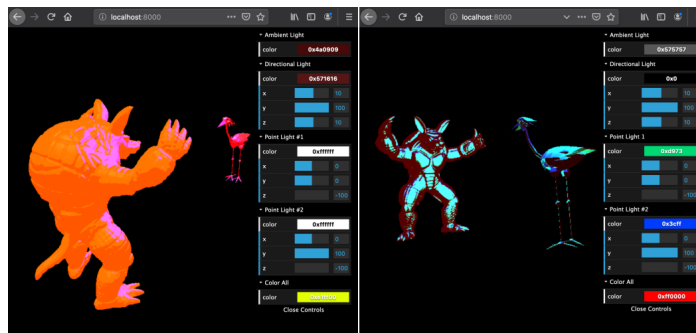 localhost:8000
Ambient Light
color 0x4a0909
Directional Light
color 0x571616
x 10
y 100
z 10
Point Light #1
color 0xffffff
x 0
y 0
z -100
Point Light #2
color 0xffffff
x 0
y 100
z -100
Color All
color
Close Controls
localhost:8000
Ambient Light
color 0x575757
Directional Light
color 0x0
x 10
y 100
z 10
Point Light 1
color 0xd973
x 0
y 0
z -100
Point Light #2
color 0x3cff
x 0
y 100
z -100
Color All
color 0xff0000
Close Controls